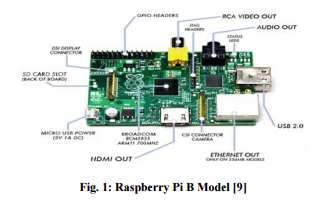 GPIO HEADERS
RCA VIDEO OUT
JTAG
HEADERS
AUDIO OUT
STATUS
LEDS
DSI DISPLAY
CONNECTOR
SD CARD SLOT
(BACK OF BOARD)
MICRO USB POWER
(5V 1A DC)
BROADCOM
BCM2835
ARM11 700MHZ
HDMI OUT
CSI CONNECTOR
CAMERA
ETHERNET OUT
(ONLY ON 256MB MODELS)
USB 2.0
Fig. 1: Raspberry Pi B Model [9]